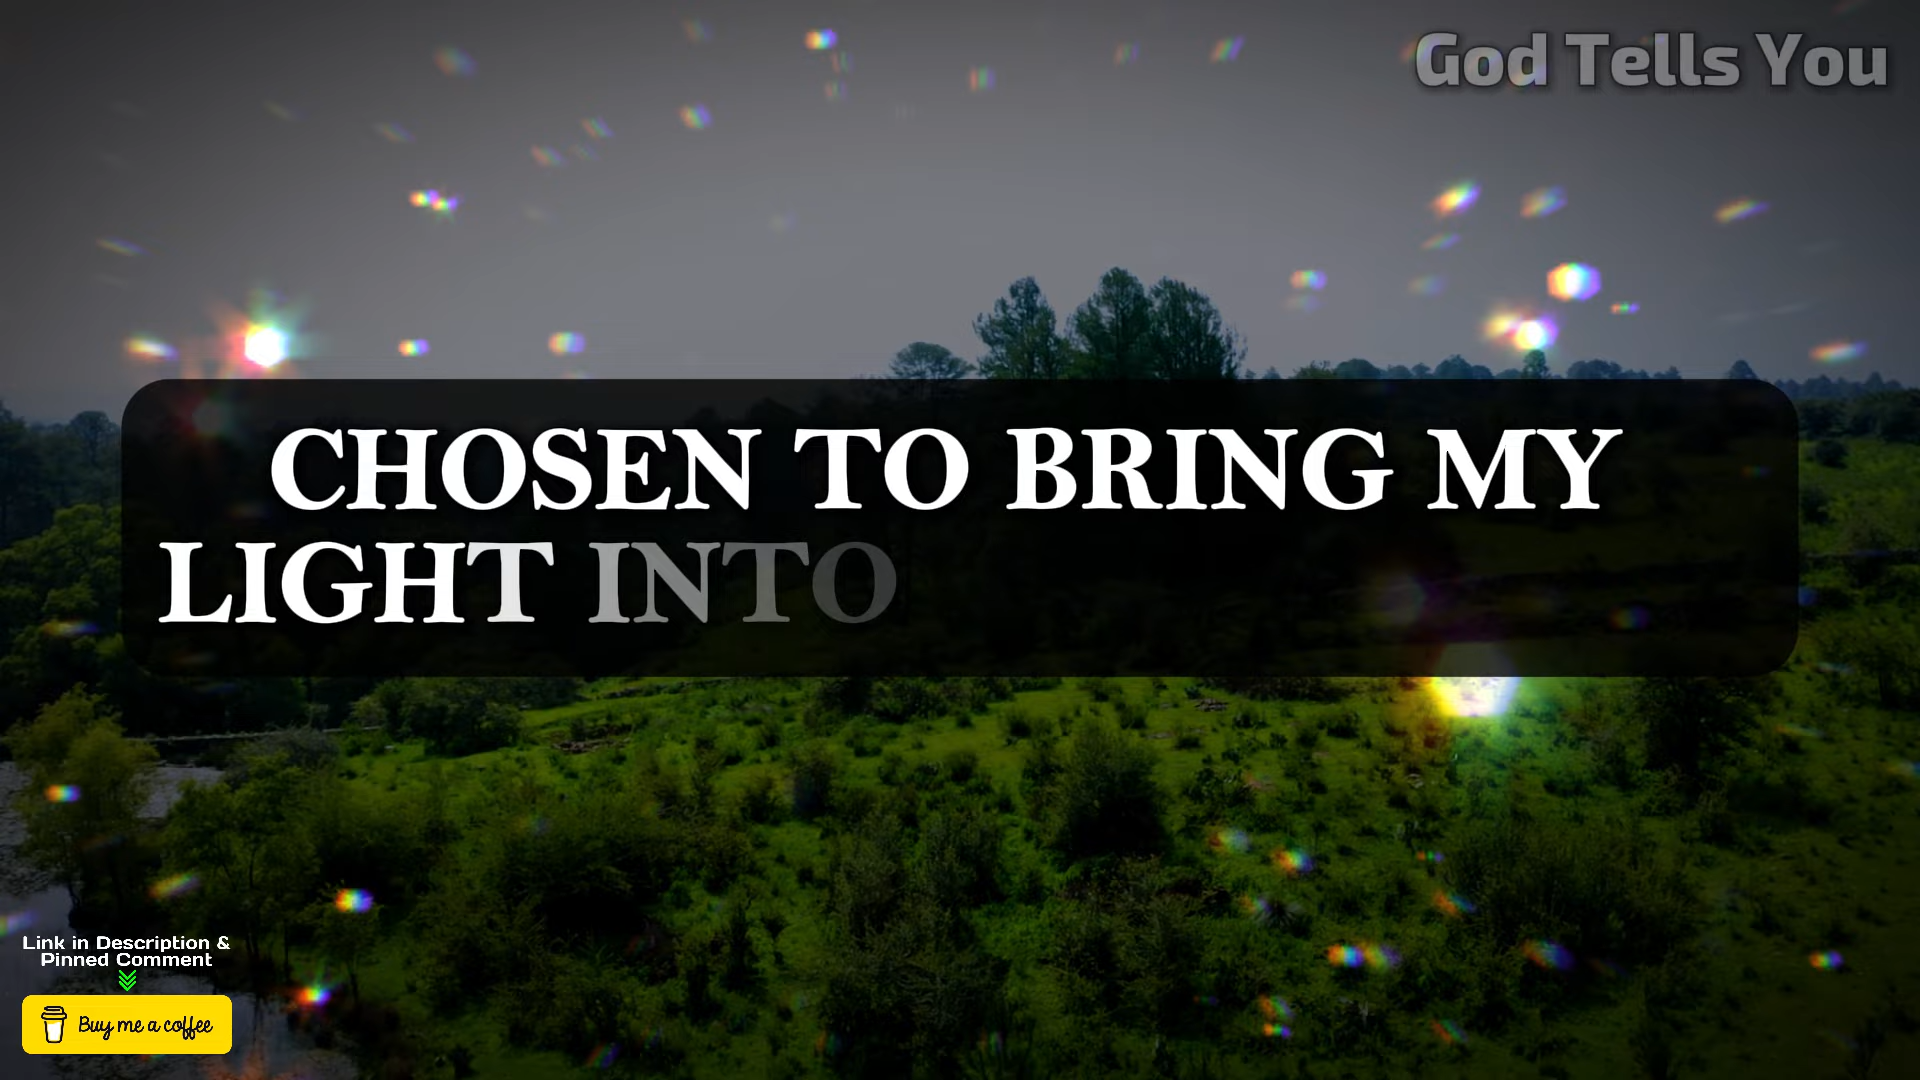 God Tells You
CHOSEN TO BRING MY
LIGHT INTO
Link in Description &
Pinned Comment
Buy me a coffee